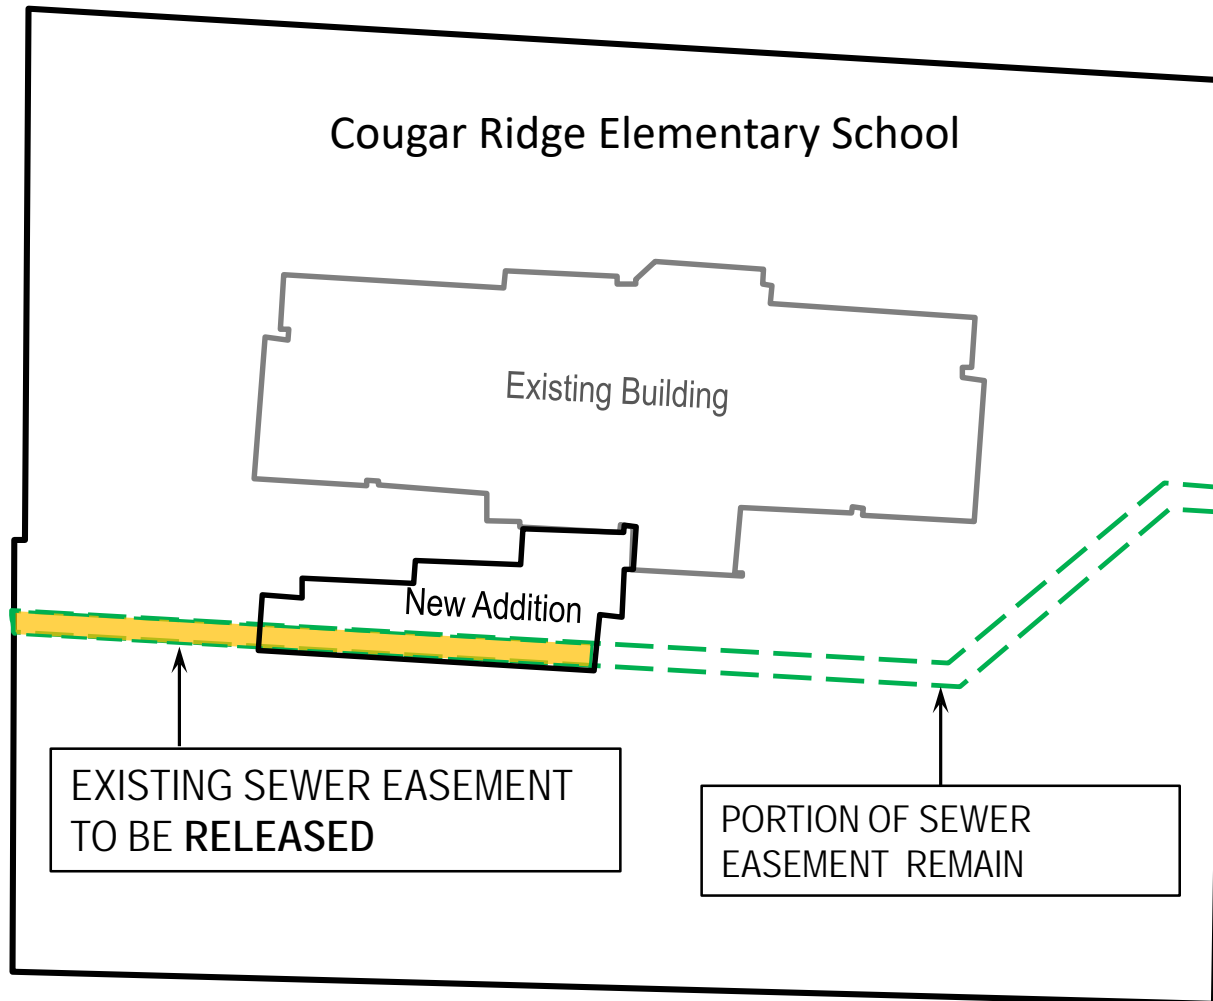 Cougar Ridge Elementary School
Existing Building
New Addition
EXISTING SEWER EASEMENT
TO BE RELEASED
PORTION OF SEWER
EASEMENT REMAIN